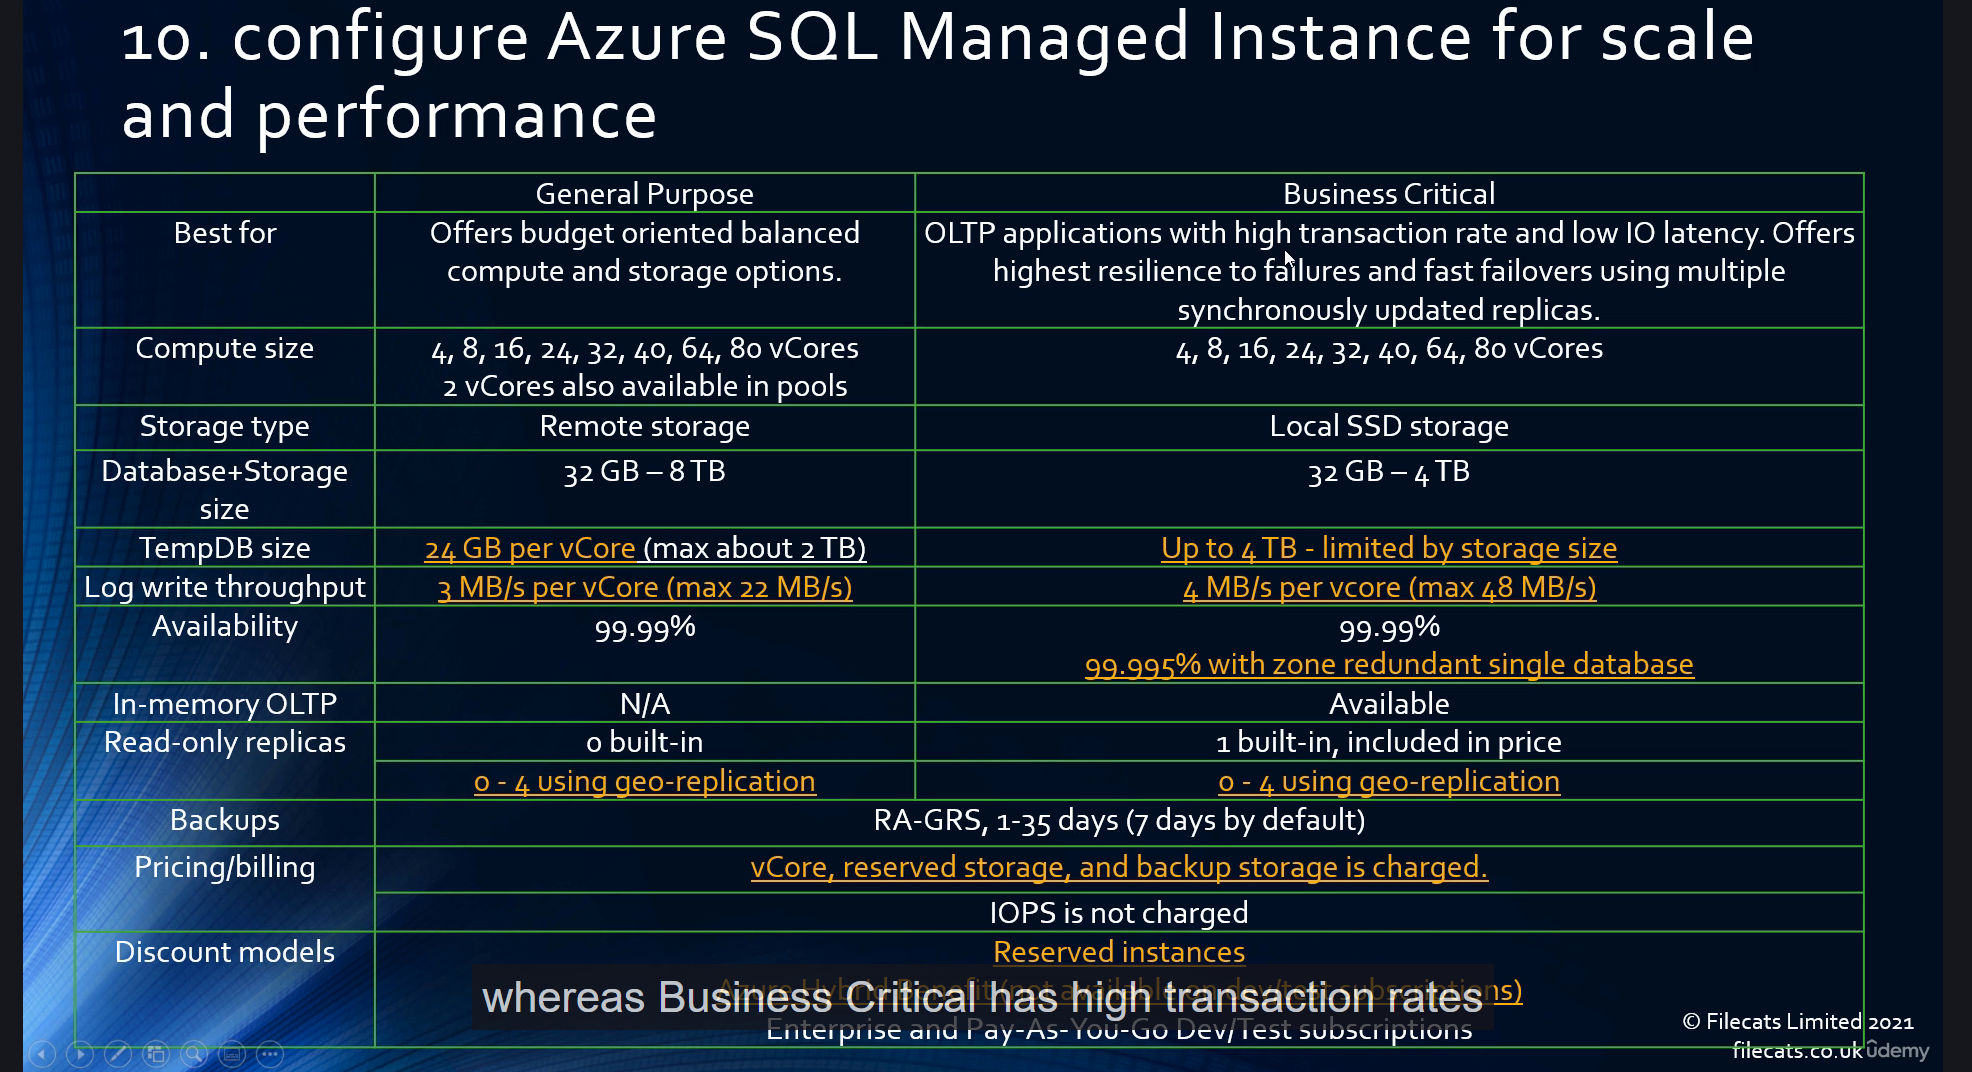 10. configure Azure SQL Managed Instance for scale
and performance
General Purpose
Business Critical
Best for
Offers budget oriented balanced
compute and storage options.
OLTP applications with high transaction rate and low IO latency. Offers
highest resilience to failures and fast failovers using multiple
synchronously updated replicas.
Compute size
4, 8, 16, 24, 32, 40, 64, 80 vCores
2 vCores also available in pools
4, 8, 16, 24, 32, 40, 64, 80 vCores
Storage type
Remote storage
Local SSD storage
Database+Storage
size
32 GB – 8 TB
32 GB – 4 TB
TempDB size
24 GB per vCore (max about 2 TB)
Up to 4 TB - limited by storage size
Log write throughput
3 MB/s per vCore (max 22 MB/s)
4 MB/s per vcore (max 48 MB/s)
Availability
99.99%
99.99%
99.995% with zone redundant single database
In-memory OLTP
N/A
Available
Read-only replicas
0 built-in
1 built-in, included in price
0 - 4 using geo-replication
0 - 4 using geo-replication
Backups
RA-GRS, 1-35 days (7 days by default)
Pricing/billing
vCore, reserved storage, and backup storage is charged.
IOPS is not charged
Discount models
Reserved instances
Azure Hybrid Benefit (not available on dev/test subscriptions)
whereas Business Critical has high transaction rates
Enterprise and Pay-As-You-Go Dev/Test subscriptions
© Filecats Limited 2021
filecats.co.uk
ûdemy